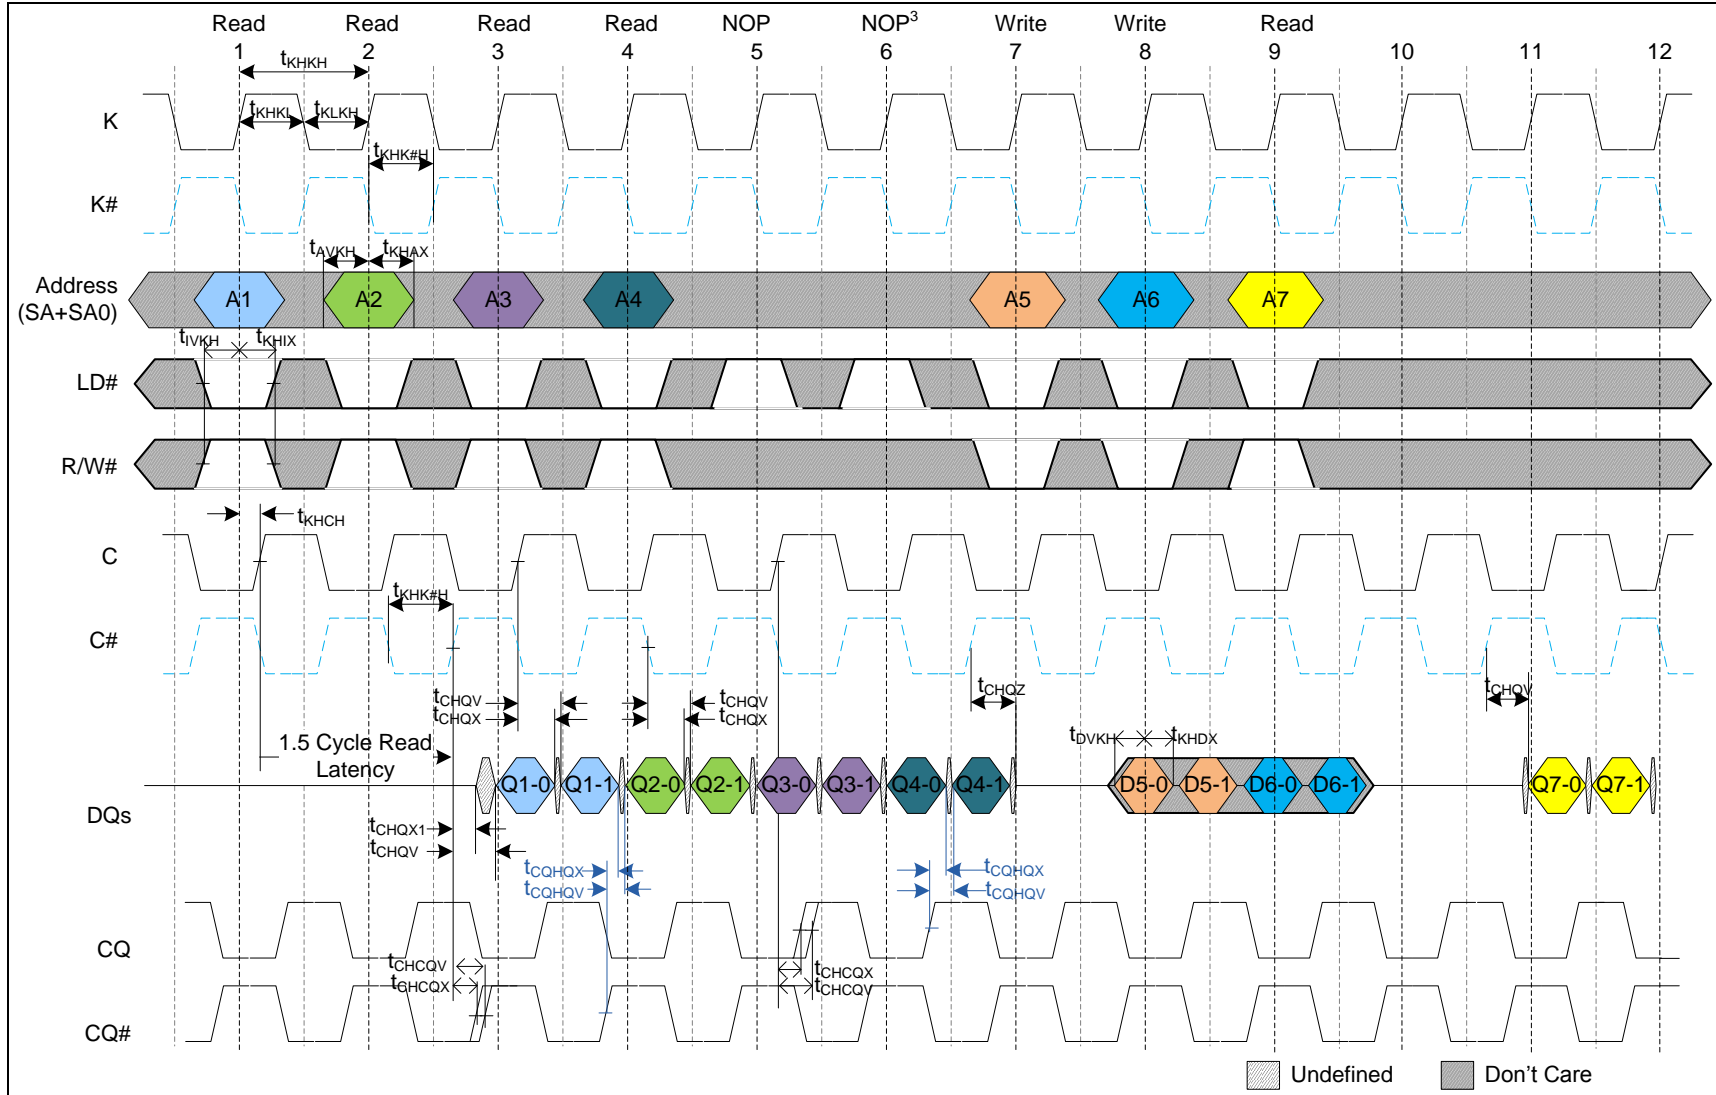 Read Read Read Read NOP NOP3 Write Write Read
1 2 3 4 5 6 7 8 9 10 11 12
tKHKH
K tKHKL tKLKH
tKHK#H
K#
tAVKH tKHAX
Address
(SA+SA0)
A1 A2 A3 A4 A5 A6 A7
tIVKH tKHIX
LD#
R/W#
tKHCH
C
tKHK#H
C#
tCHQV tCHQV tCHQZ tCHQV
tCHQX tCHQX
1.5 Cycle Read
Latency
tDVKH tKHDX
DQs Q1-0 Q1-1 Q2-0 Q2-1 Q3-0 Q3-1 Q4-0 Q4-1 D5-0 D5-1 D6-0 D6-1 Q7-0 Q7-1
tCHQX1
tCHQV
tCQHQX tCQHQX
tCQHQV tCQHQV
CQ
tCHCQV tCHCQX
tCHCQX tCHCQV
CQ#
Undefined Don't Care